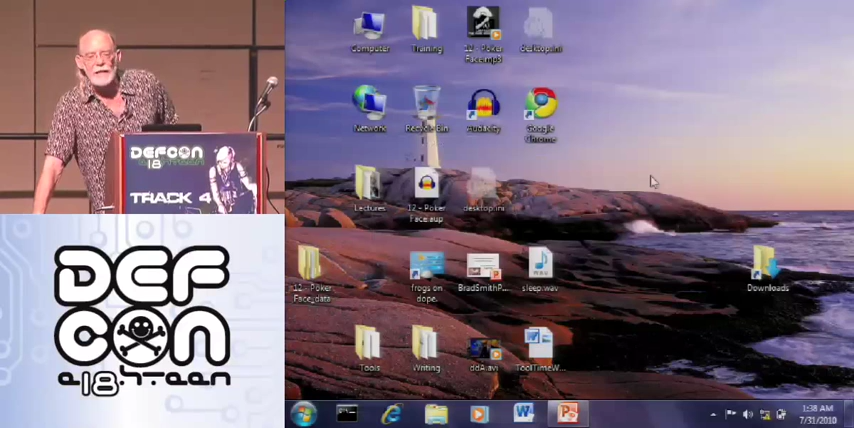 DEFCON
18
TRACK 4
DEF
CON
e18hteen
Computer
Training
12 - Poker
Face.mp3
desktop.ini
Network
Recycle Bin
Audacity
Google
Chrome
Lectures
12 - Poker
Face.aup
desktop.ini
12 - Poker
Face_data
frogs on
dope.
BradSmithP...
sleep.wav
Downloads
Tools
Writing
ddA.avi
ToolTimeW...
1:38 AM
7/31/2010